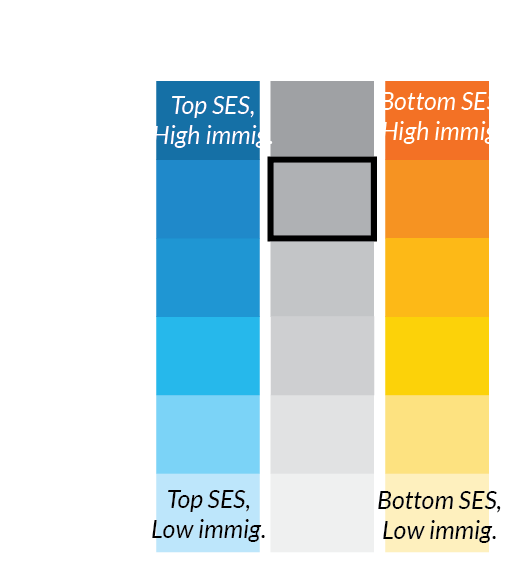 Top SES,
High immig.
Bottom SES
High immig
Top SES,
Low immig.
Bottom SES,
Low immig.